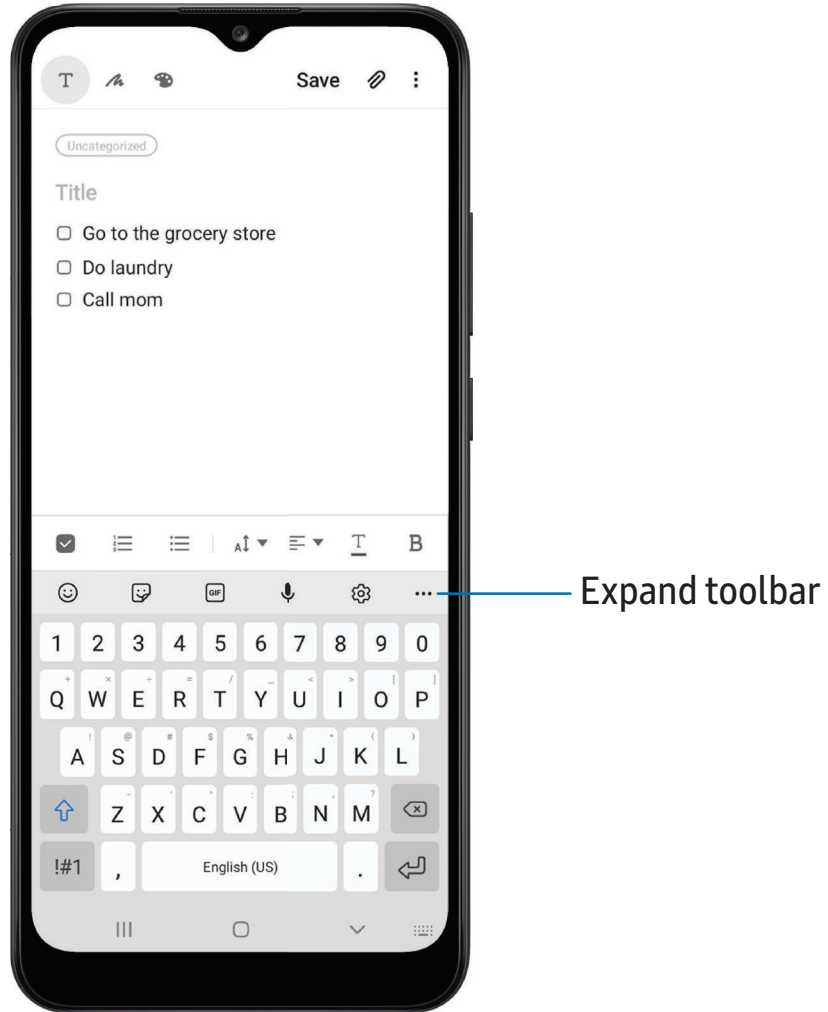 T Save
Uncategorized
Title
Go to the grocery store
Do laundry
Call mom
A T B
GIF
Expand toolbar
1 2 3 4 5 6 7 8 9 0
Q W E R T Y U I O P
A S D F G H J K L
Z X C V B N M
!#1 , English (US) .